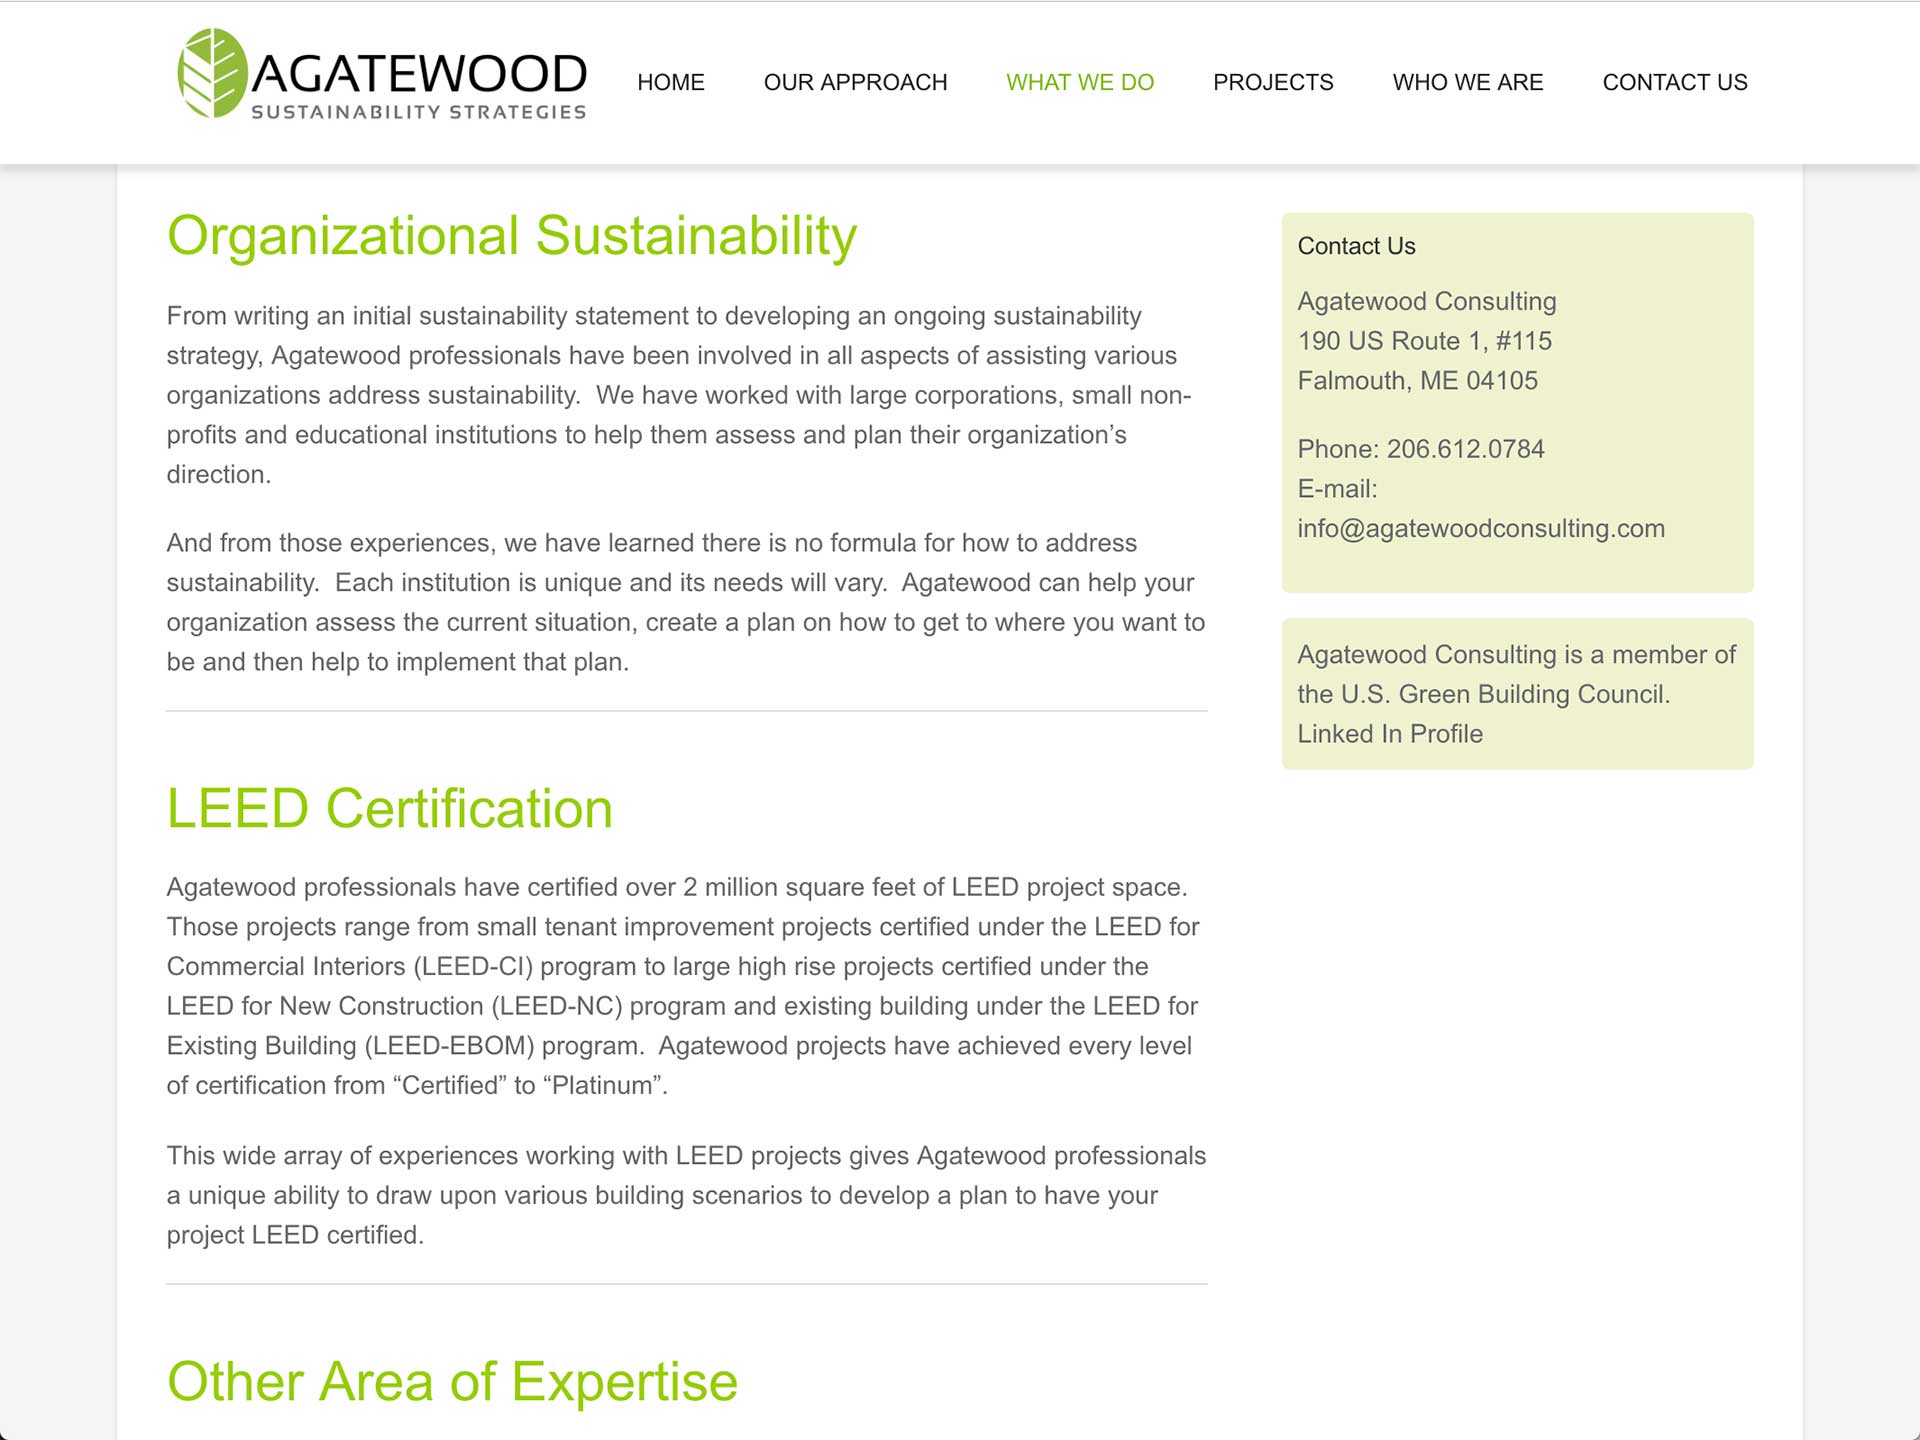 AGATEWOOD
SUSTAINABILITY STRATEGIES
HOME
OUR APPROACH
WHAT WE DO
PROJECTS
WHO WE ARE
CONTACT US
Organizational Sustainability
From writing an initial sustainability statement to developing an ongoing sustainability
strategy, Agatewood professionals have been involved in all aspects of assisting various
organizations address sustainability.  We have worked with large corporations, small non-
profits and educational institutions to help them assess and plan their organization’s
direction.
And from those experiences, we have learned there is no formula for how to address
sustainability.  Each institution is unique and its needs will vary.  Agatewood can help your
organization assess the current situation, create a plan on how to get to where you want to
be and then help to implement that plan.
LEED Certification
Agatewood professionals have certified over 2 million square feet of LEED project space.
Those projects range from small tenant improvement projects certified under the LEED for
Commercial Interiors (LEED-CI) program to large high rise projects certified under the
LEED for New Construction (LEED-NC) program and existing building under the LEED for
Existing Building (LEED-EBOM) program.  Agatewood projects have achieved every level
of certification from “Certified” to “Platinum”.
This wide array of experiences working with LEED projects gives Agatewood professionals
a unique ability to draw upon various building scenarios to develop a plan to have your
project LEED certified.
Other Area of Expertise
Contact Us
Agatewood Consulting
190 US Route 1, #115
Falmouth, ME 04105
Phone: 206.612.0784
E-mail:
info@agatewoodconsulting.com
Agatewood Consulting is a member of
the U.S. Green Building Council.
Linked In Profile